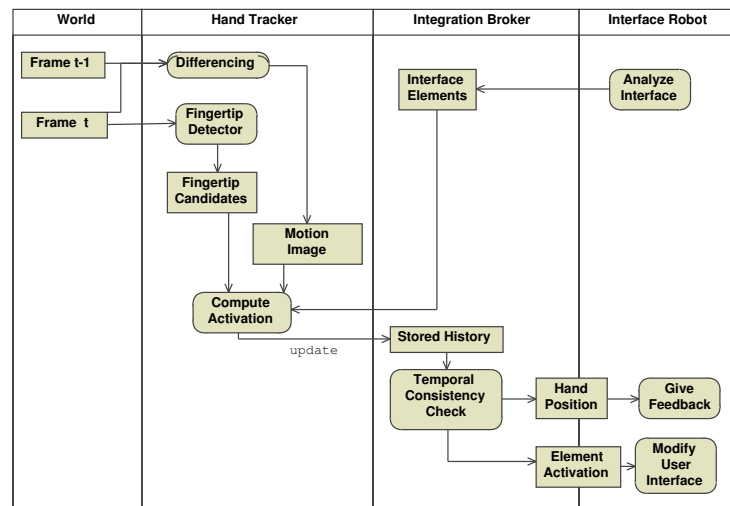 World
Hand Tracker
Integration Broker
Interface Robot
Frame t-1
Differencing
Interface
Elements
Analyze
Interface
Frame t
Fingertip
Detector
Fingertip
Candidates
Motion
Image
Compute
Activation
update
Stored History
Temporal
Consistency
Check
Hand
Position
Give
Feedback
Element
Activation
Modify
User
Interface